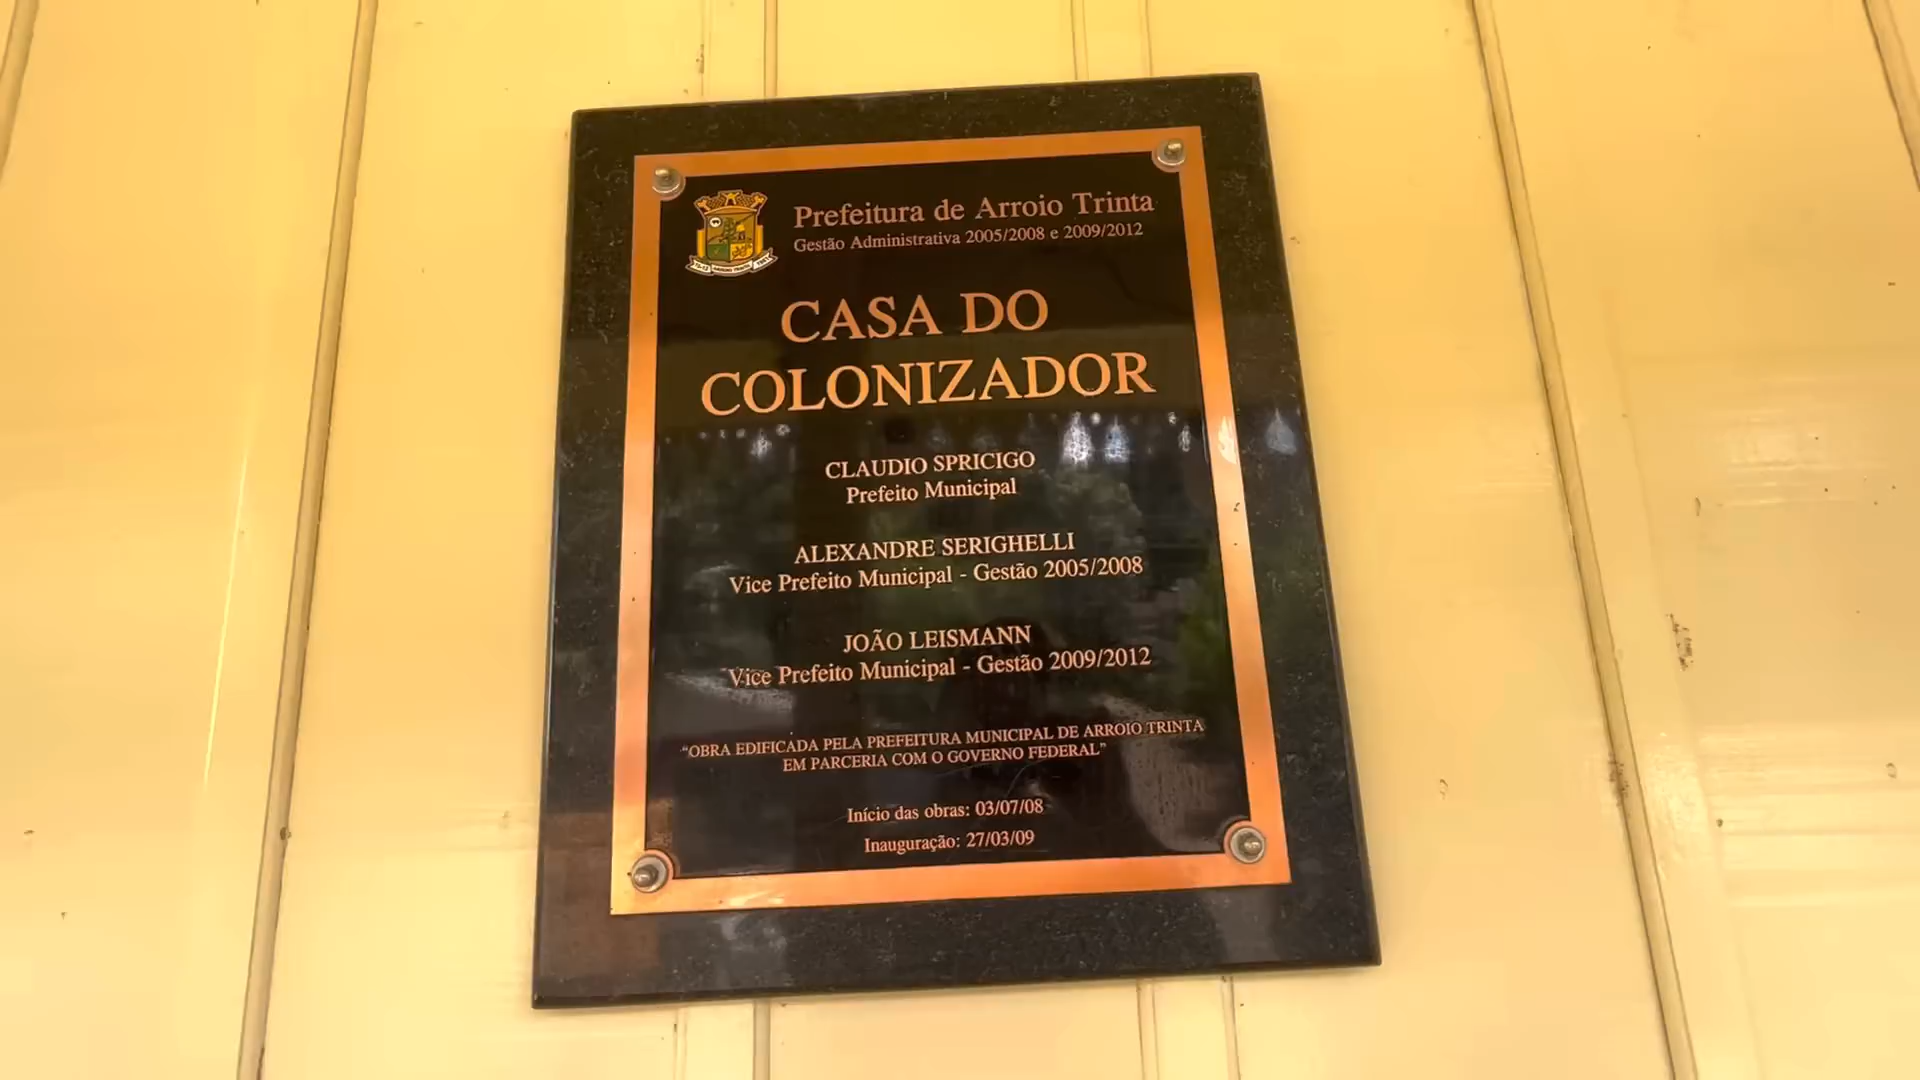 Prefeitura de Arroio Trinta
Gestão Administrativa 2005/2008 e 2009/2012
CASA DO
COLONIZADOR
CLAUDIO SPRICIGO
Prefeito Municipal
ALEXANDRE SERIGHELLI
Vice Prefeito Municipal - Gestão 2005/2008
JOÃO LEISMANN
Vice Prefeito Municipal - Gestão 2009/2012
“OBRA EDIFICADA PELA PREFEITURA MUNICIPAL DE ARROIO TRINTA
EM PARCERIA COM O GOVERNO FEDERAL”
Início das obras: 03/07/08
Inauguração: 27/03/09